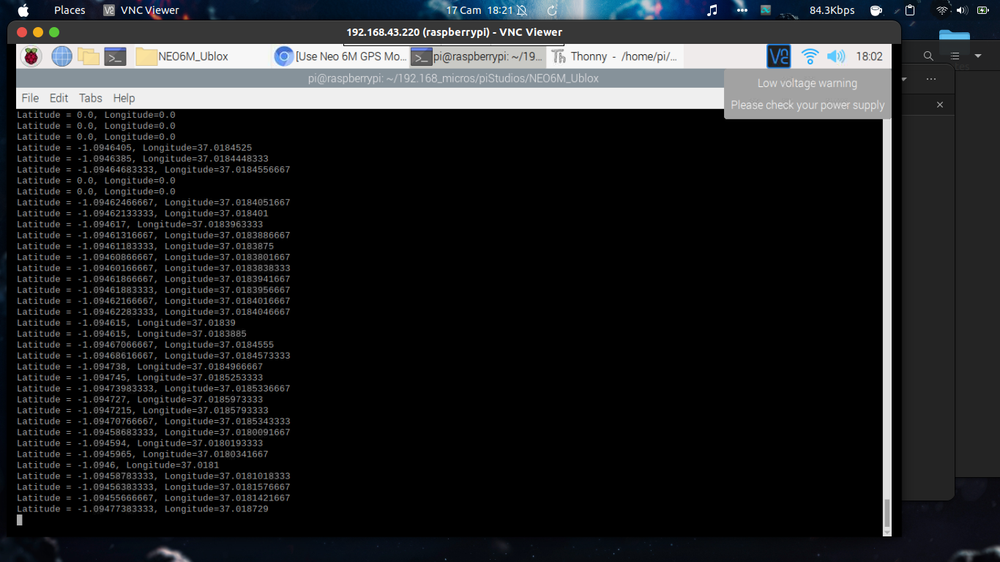 Places VNC Viewer 17 Cam 18:21 84.3Kbps
192.168.43.220 (raspberrypi) - VNC Viewer
NEO6M_Ublox [Use Neo 6M GPS Mo... pi@raspberrypi: ~/19... Thonny - /home/pi/... 18:02
pi@raspberrypi: ~/192.168_micros/piStudios/NEO6M_Ublox
Low voltage warning
File Edit Tabs Help
Please check your power supply
Latitude = 0.0, Longitude=0.0
Latitude = 0.0, Longitude=0.0
Latitude = 0.0, Longitude=0.0
Latitude = -1.0946405, Longitude=37.0184525
Latitude = -1.0946385, Longitude=37.0184448333
Latitude = -1.09464683333, Longitude=37.0184556667
Latitude = 0.0, Longitude=0.0
Latitude = 0.0, Longitude=0.0
Latitude = -1.09462466667, Longitude=37.0184051667
Latitude = -1.09462133333, Longitude=37.018401
Latitude = -1.094617, Longitude=37.0183963333
Latitude = -1.09461316667, Longitude=37.0183886667
Latitude = -1.09461183333, Longitude=37.0183875
Latitude = -1.09460866667, Longitude=37.0183801667
Latitude = -1.09460166667, Longitude=37.0183838333
Latitude = -1.09461866667, Longitude=37.0183941667
Latitude = -1.09461883333, Longitude=37.0183956667
Latitude = -1.09462166667, Longitude=37.0184016667
Latitude = -1.09462283333, Longitude=37.0184046667
Latitude = -1.094615, Longitude=37.01839
Latitude = -1.094615, Longitude=37.0183885
Latitude = -1.09467066667, Longitude=37.0184555
Latitude = -1.09468616667, Longitude=37.0184573333
Latitude = -1.094738, Longitude=37.0184966667
Latitude = -1.094745, Longitude=37.0185253333
Latitude = -1.09473983333, Longitude=37.0185336667
Latitude = -1.094727, Longitude=37.0185973333
Latitude = -1.0947215, Longitude=37.0185793333
Latitude = -1.09470766667, Longitude=37.0185343333
Latitude = -1.09458683333, Longitude=37.0180091667
Latitude = -1.094594, Longitude=37.0180193333
Latitude = -1.0945965, Longitude=37.0180341667
Latitude = -1.0946, Longitude=37.0181
Latitude = -1.09458783333, Longitude=37.0181018333
Latitude = -1.09456383333, Longitude=37.0181576667
Latitude = -1.09455666667, Longitude=37.0181421667
Latitude = -1.09477383333, Longitude=37.018729